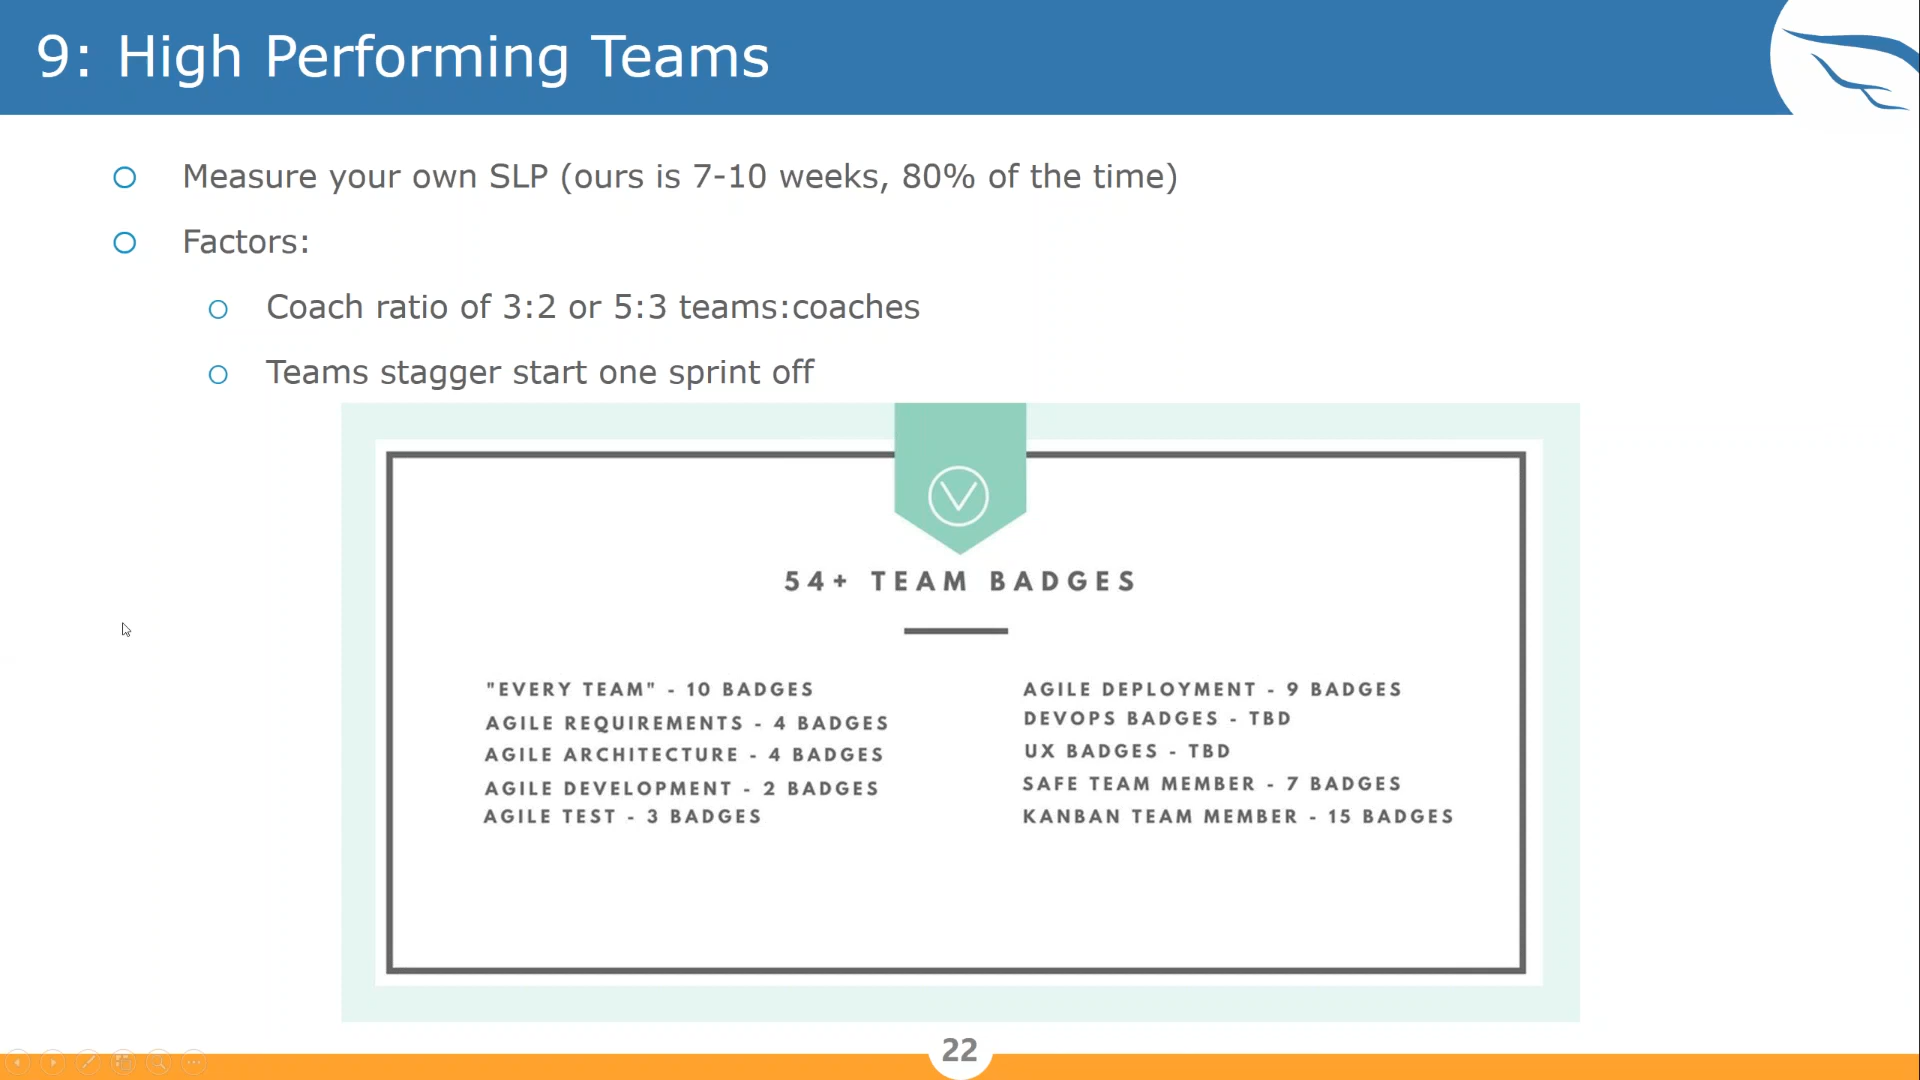 9: High Performing Teams
Measure your own SLP (ours is 7-10 weeks, 80% of the time)
Factors:
Coach ratio of 3:2 or 5:3 teams:coaches
Teams stagger start one sprint off
54+ TEAM BADGES
"EVERY TEAM" - 10 BADGES
AGILE REQUIREMENTS - 4 BADGES
AGILE ARCHITECTURE - 4 BADGES
AGILE DEVELOPMENT - 2 BADGES
AGILE TEST - 3 BADGES
AGILE DEPLOYMENT - 9 BADGES
DEVOPS BADGES - TBD
UX BADGES - TBD
SAFE TEAM MEMBER - 7 BADGES
KANBAN TEAM MEMBER - 15 BADGES
22